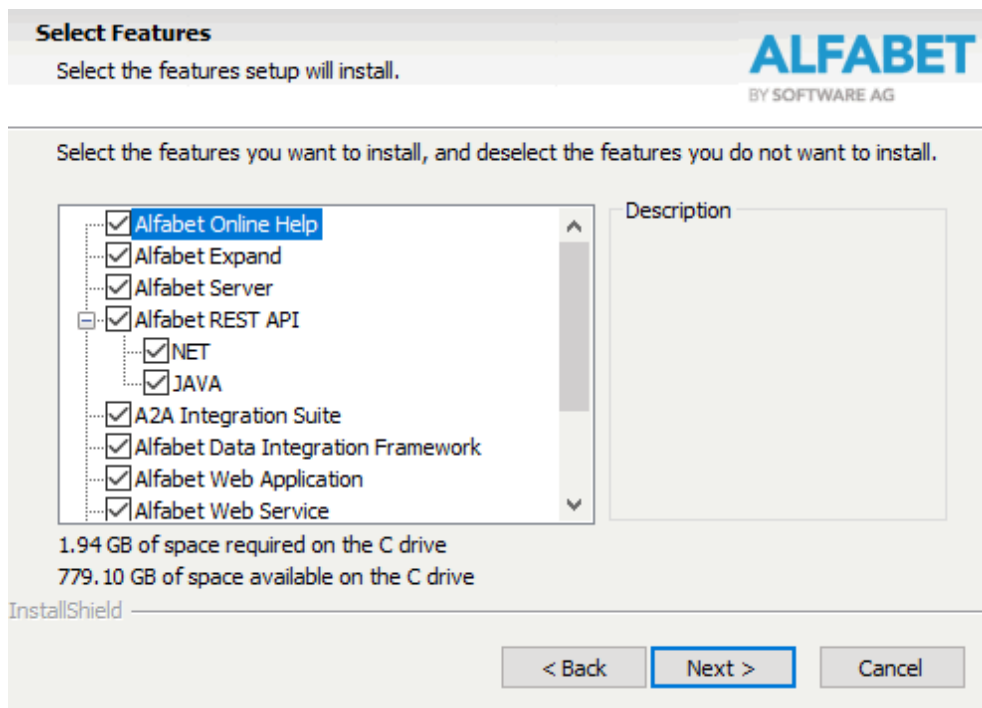 Select Features
Select the features setup will install.
ALFABET
BY SOFTWARE AG
Select the features you want to install, and deselect the features you do not want to install.
Alfabet Online Help
Alfabet Expand
Alfabet Server
Alfabet REST API
NET
JAVA
A2A Integration Suite
Alfabet Data Integration Framework
Alfabet Web Application
Alfabet Web Service
Description
1.94 GB of space required on the C drive
779.10 GB of space available on the C drive
InstallShield
< Back
Next >
Cancel